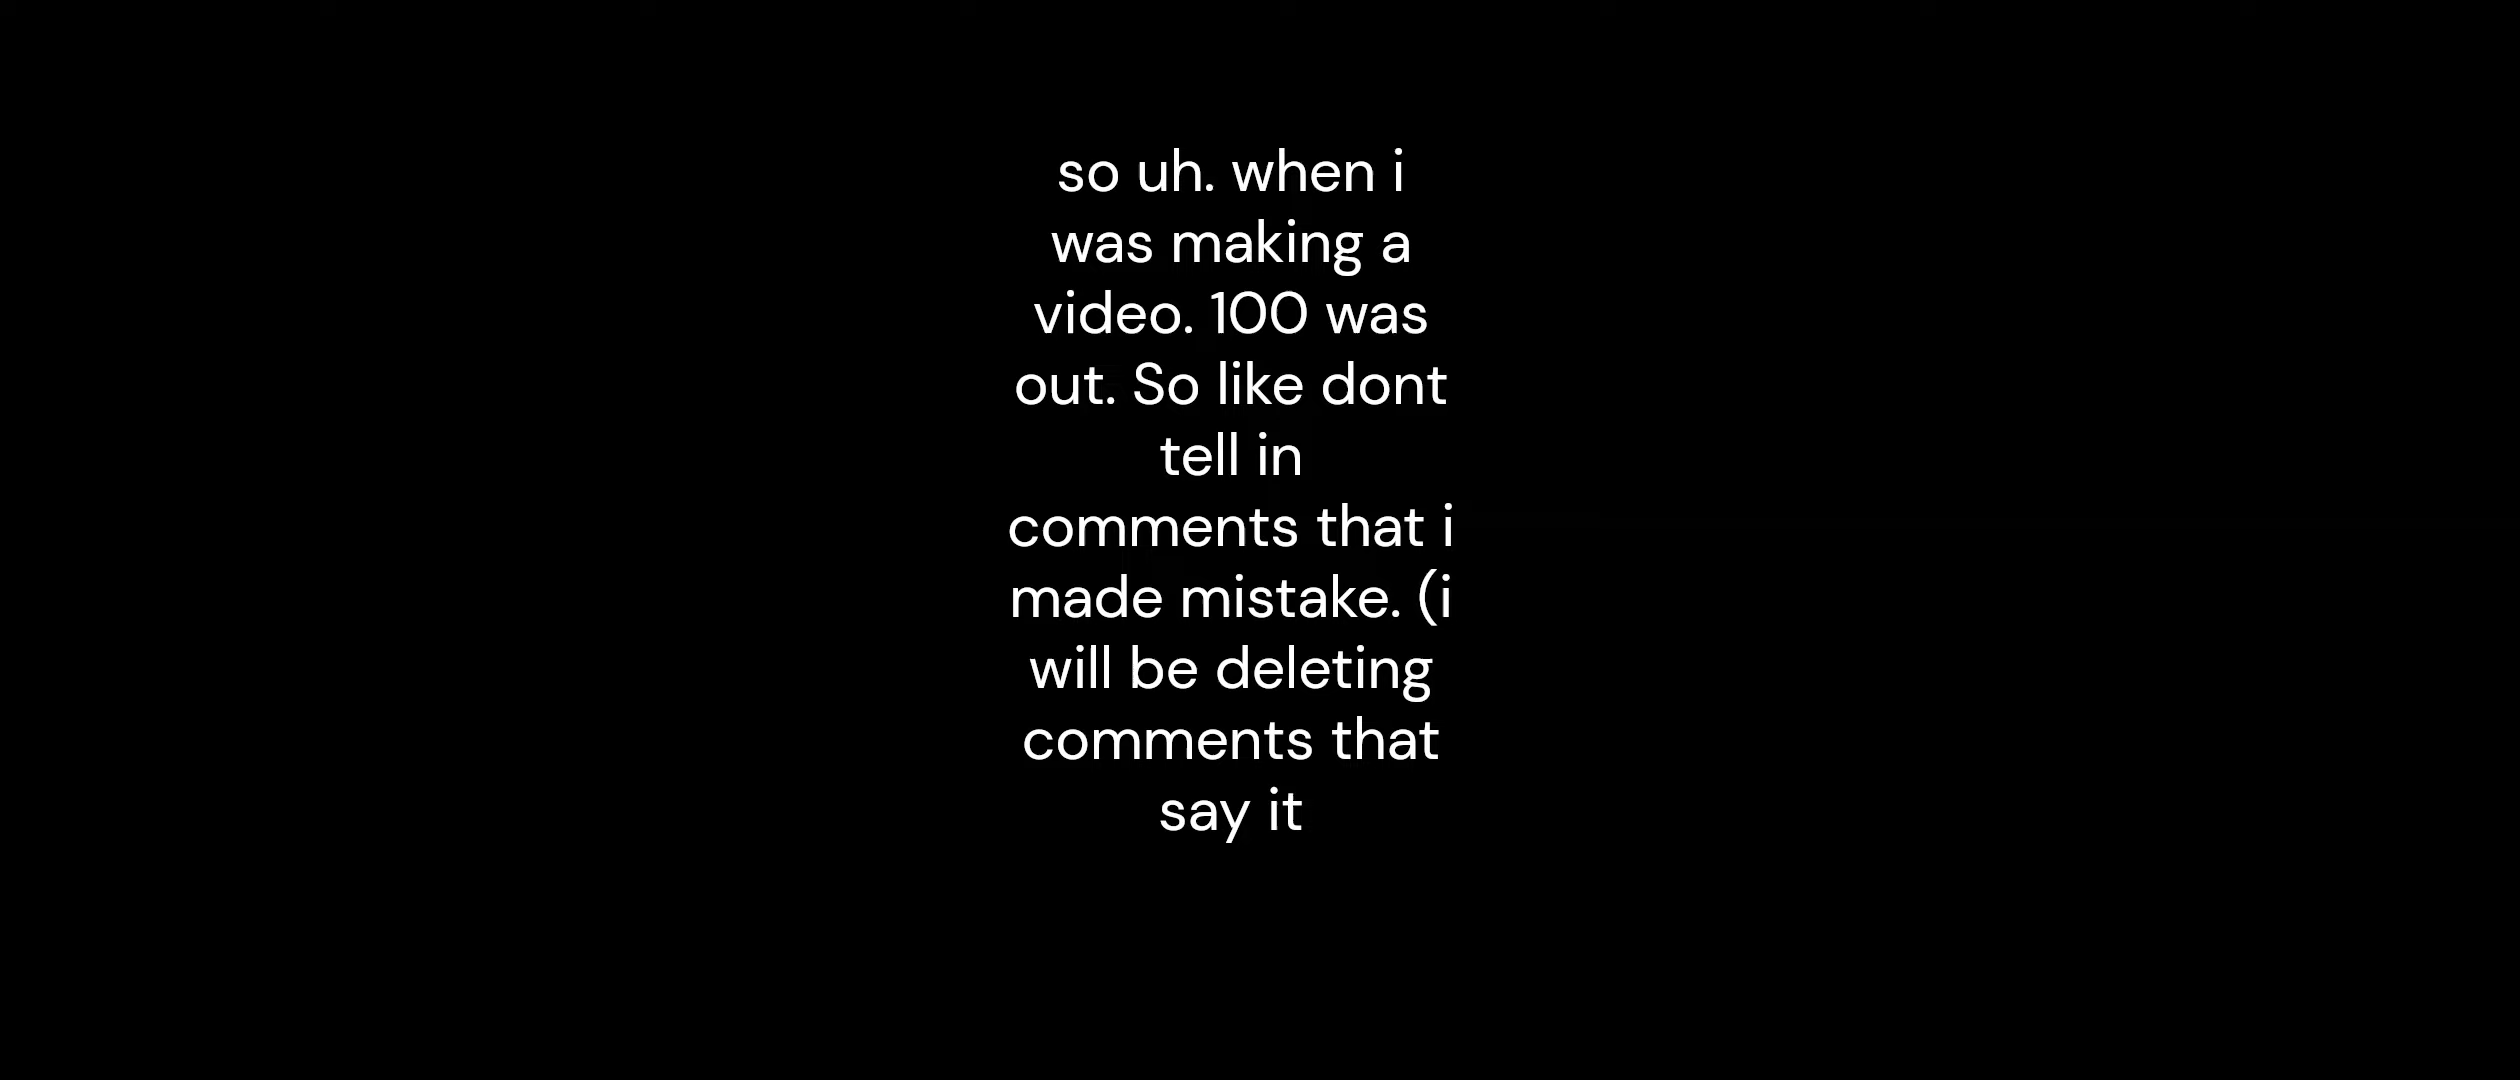 so uh. when i
was making a
video. 100 was
out. So like dont
tell in
comments that i
made mistake. (i
will be deleting
comments that
say it